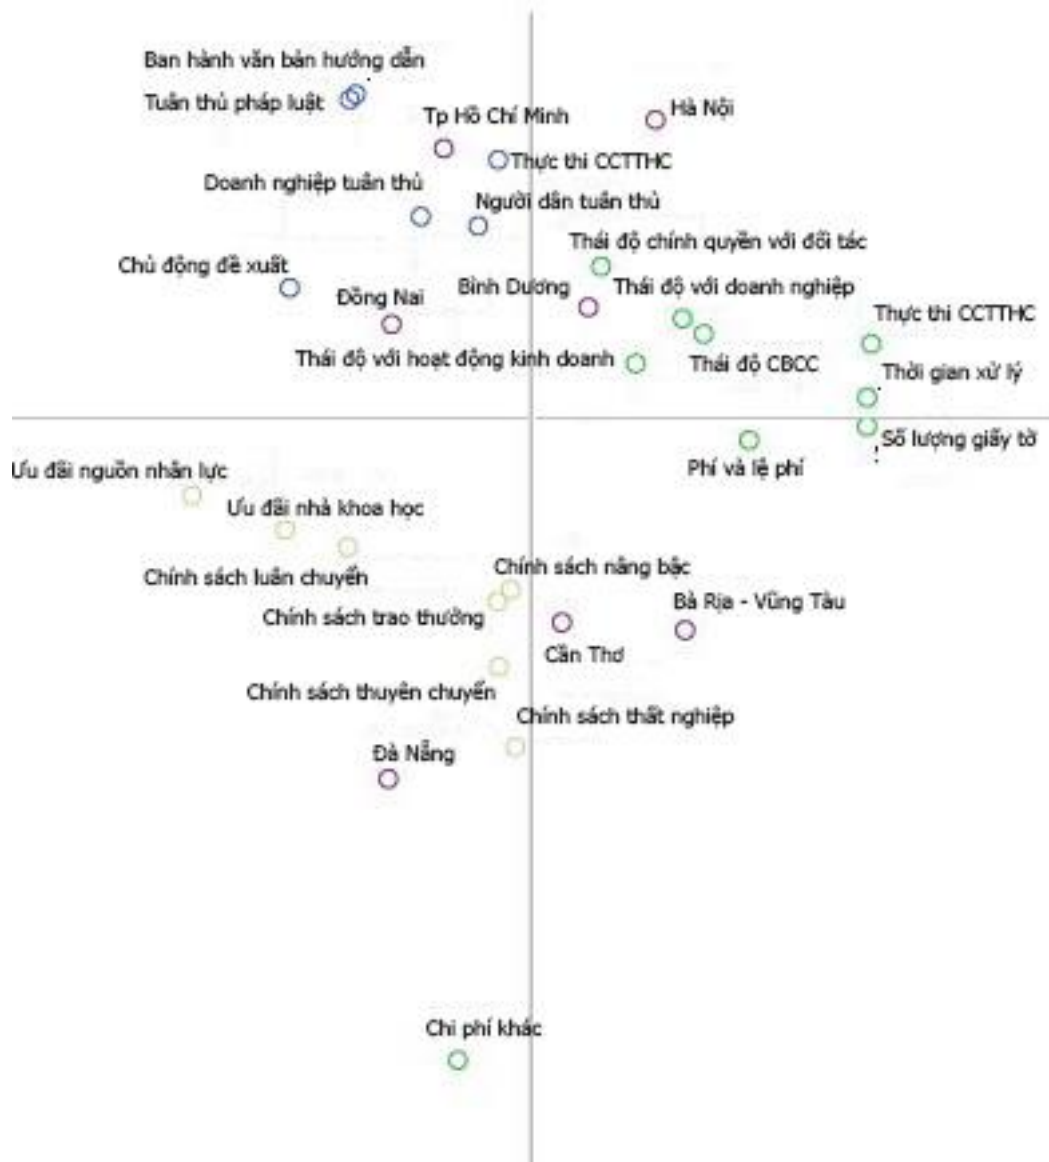 Ban hành văn bản hướng dẫn
Tuân thủ pháp luật
Tp Hồ Chí Minh
Hà Nội
Thực thi CCTTHC
Doanh nghiệp tuân thủ
Người dân tuân thủ
Thái độ chính quyền với đối tác
Chủ động đề xuất
Bình Dương
Thái độ với doanh nghiệp
Đồng Nai
Thực thi CCTTHC
Thái độ với hoạt động kinh doanh
Thái độ CBCC
Thời gian xử lý
Số lượng giấy tờ
Phí và lệ phí
Ưu đãi nguồn nhân lực
Ưu đãi nhà khoa học
Chính sách luân chuyển
Chính sách nâng bậc
Chính sách trao thưởng
Bà Rịa - Vũng Tàu
Cần Thơ
Chính sách thuyên chuyển
Chính sách thất nghiệp
Đà Nẵng
Chi phí khác